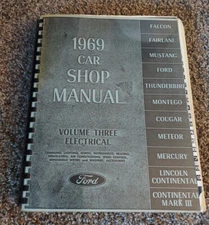 1969
CAR
SHOP
MANUAL
VOLUME THREE
ELECTRICAL
Ford
FALCON
FAIRLANE
MUSTANG
FORD
THUNDERBIRD
MONTEGO
COUGAR
METEOR
MERCURY
LINCOLN
CONTINENTAL
CONTINENTAL
MARK III